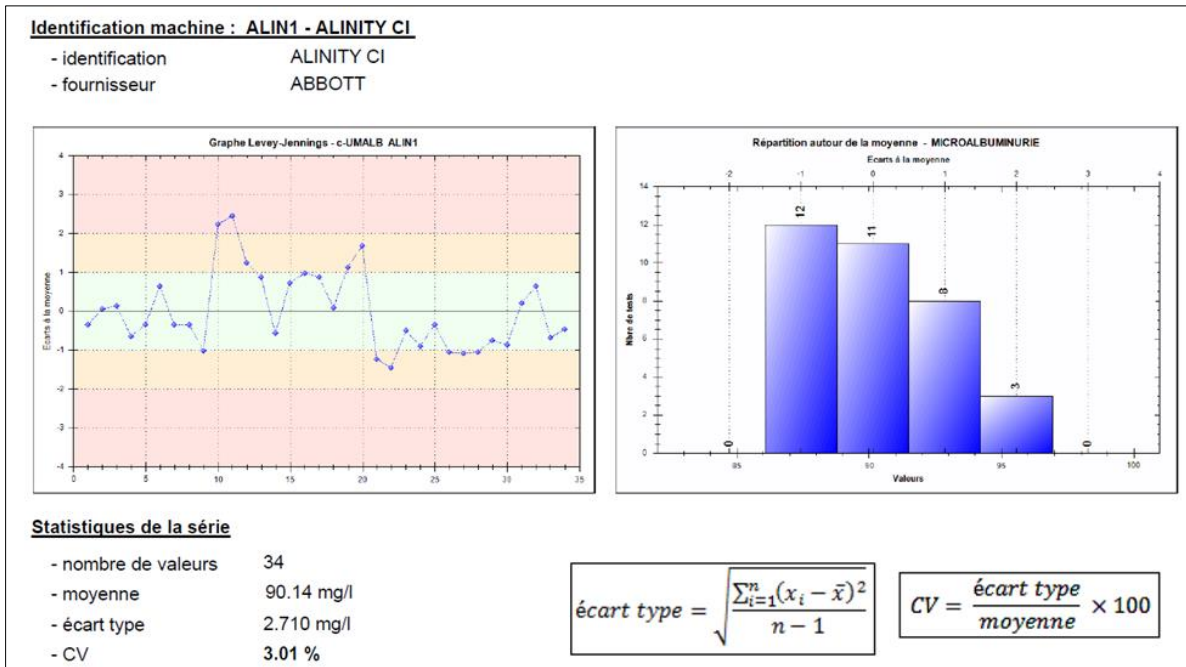 Identification machine : ALIN1 - ALINITY CI
- identification ALINITY CI
- fournisseur ABBOTT
Graphe Levey-Jennings - c-UMALB ALIN1
Ecarts à la moyenne
4
3
2
1
0
-1
-2
-3
-4
0 5 10 15 20 25 30 35
Répartition autour de la moyenne - MICROALBUMINURIE
Ecarts à la moyenne
-2 -1 0 1 2 3 4
Nbre de tests
14
12
10
8
6
4
2
0
0 12 11 8 3 0
85 90 95 100
Valeurs
Statistiques de la série
- nombre de valeurs 34
- moyenne 90.14 mg/l
- écart type 2.710 mg/l
- CV 3.01 %
écart type = √(∑ⁿᵢ₌₁(xᵢ − x̄)² / (n − 1))
CV = écart type / moyenne × 100